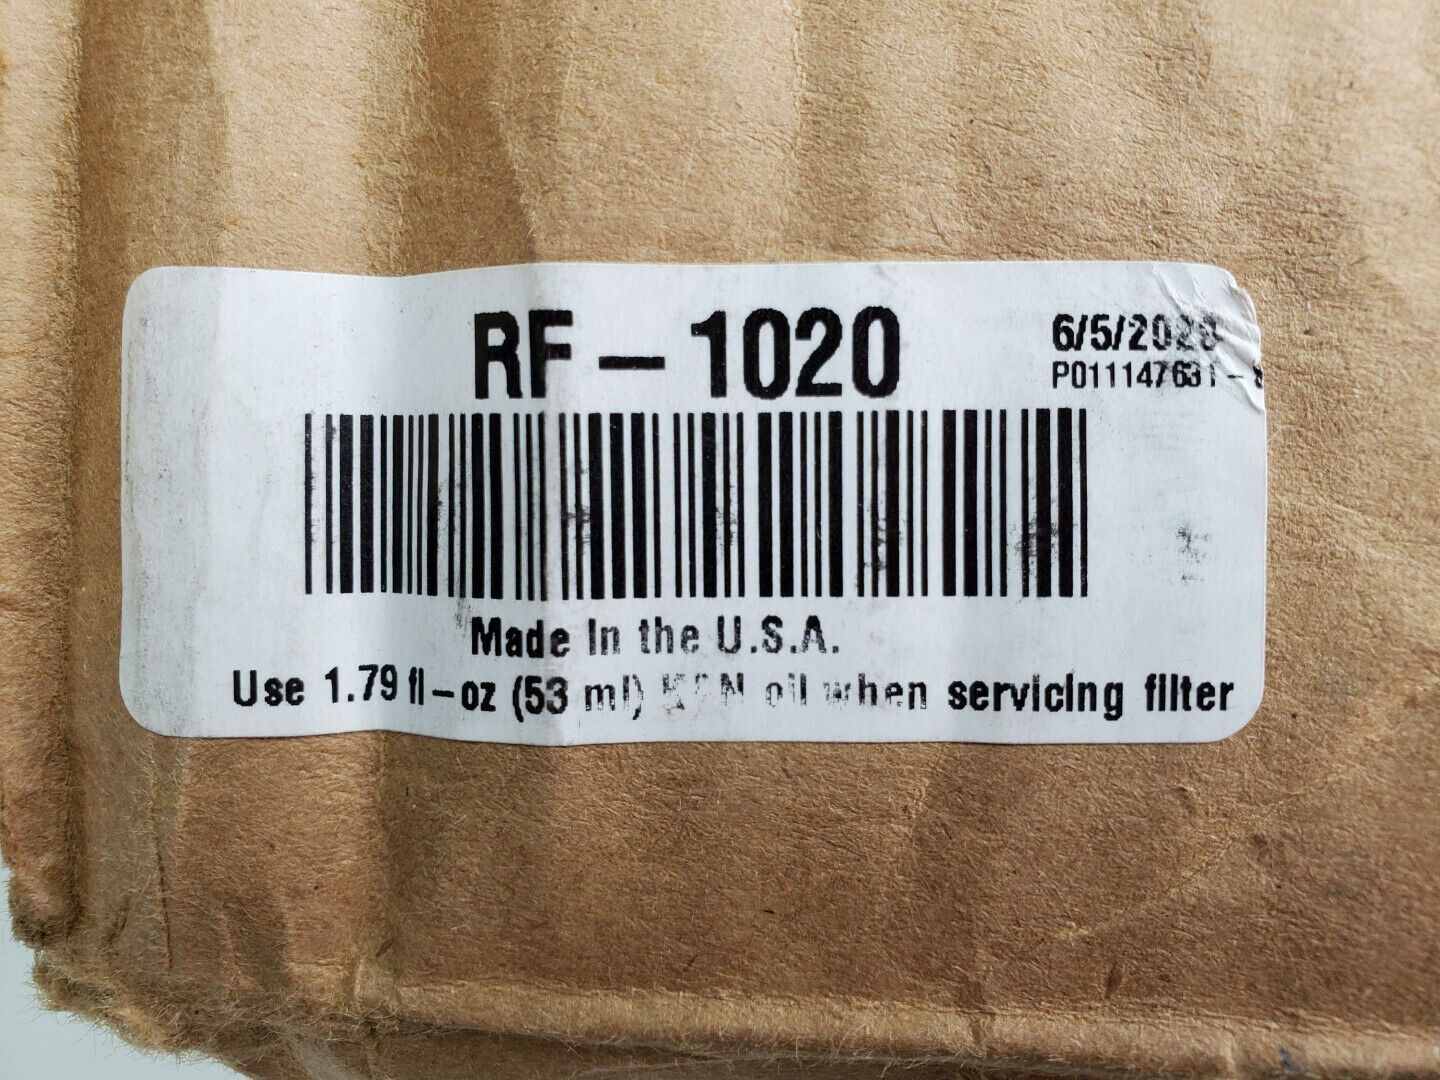 RF-1020
6/5/2020
P011147631 -
Made In the U.S.A.
Use 1.79 fl-oz (53 ml) K&N oil when servicing filter